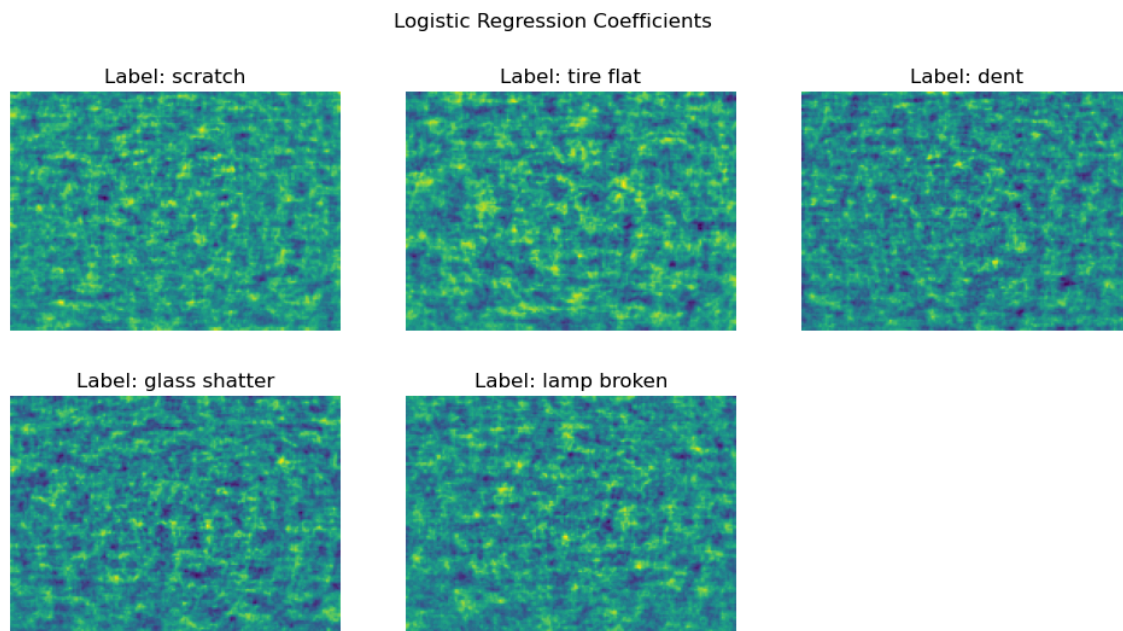 Logistic Regression Coefficients
Label: scratch
Label: tire flat
Label: dent
Label: glass shatter
Label: lamp broken